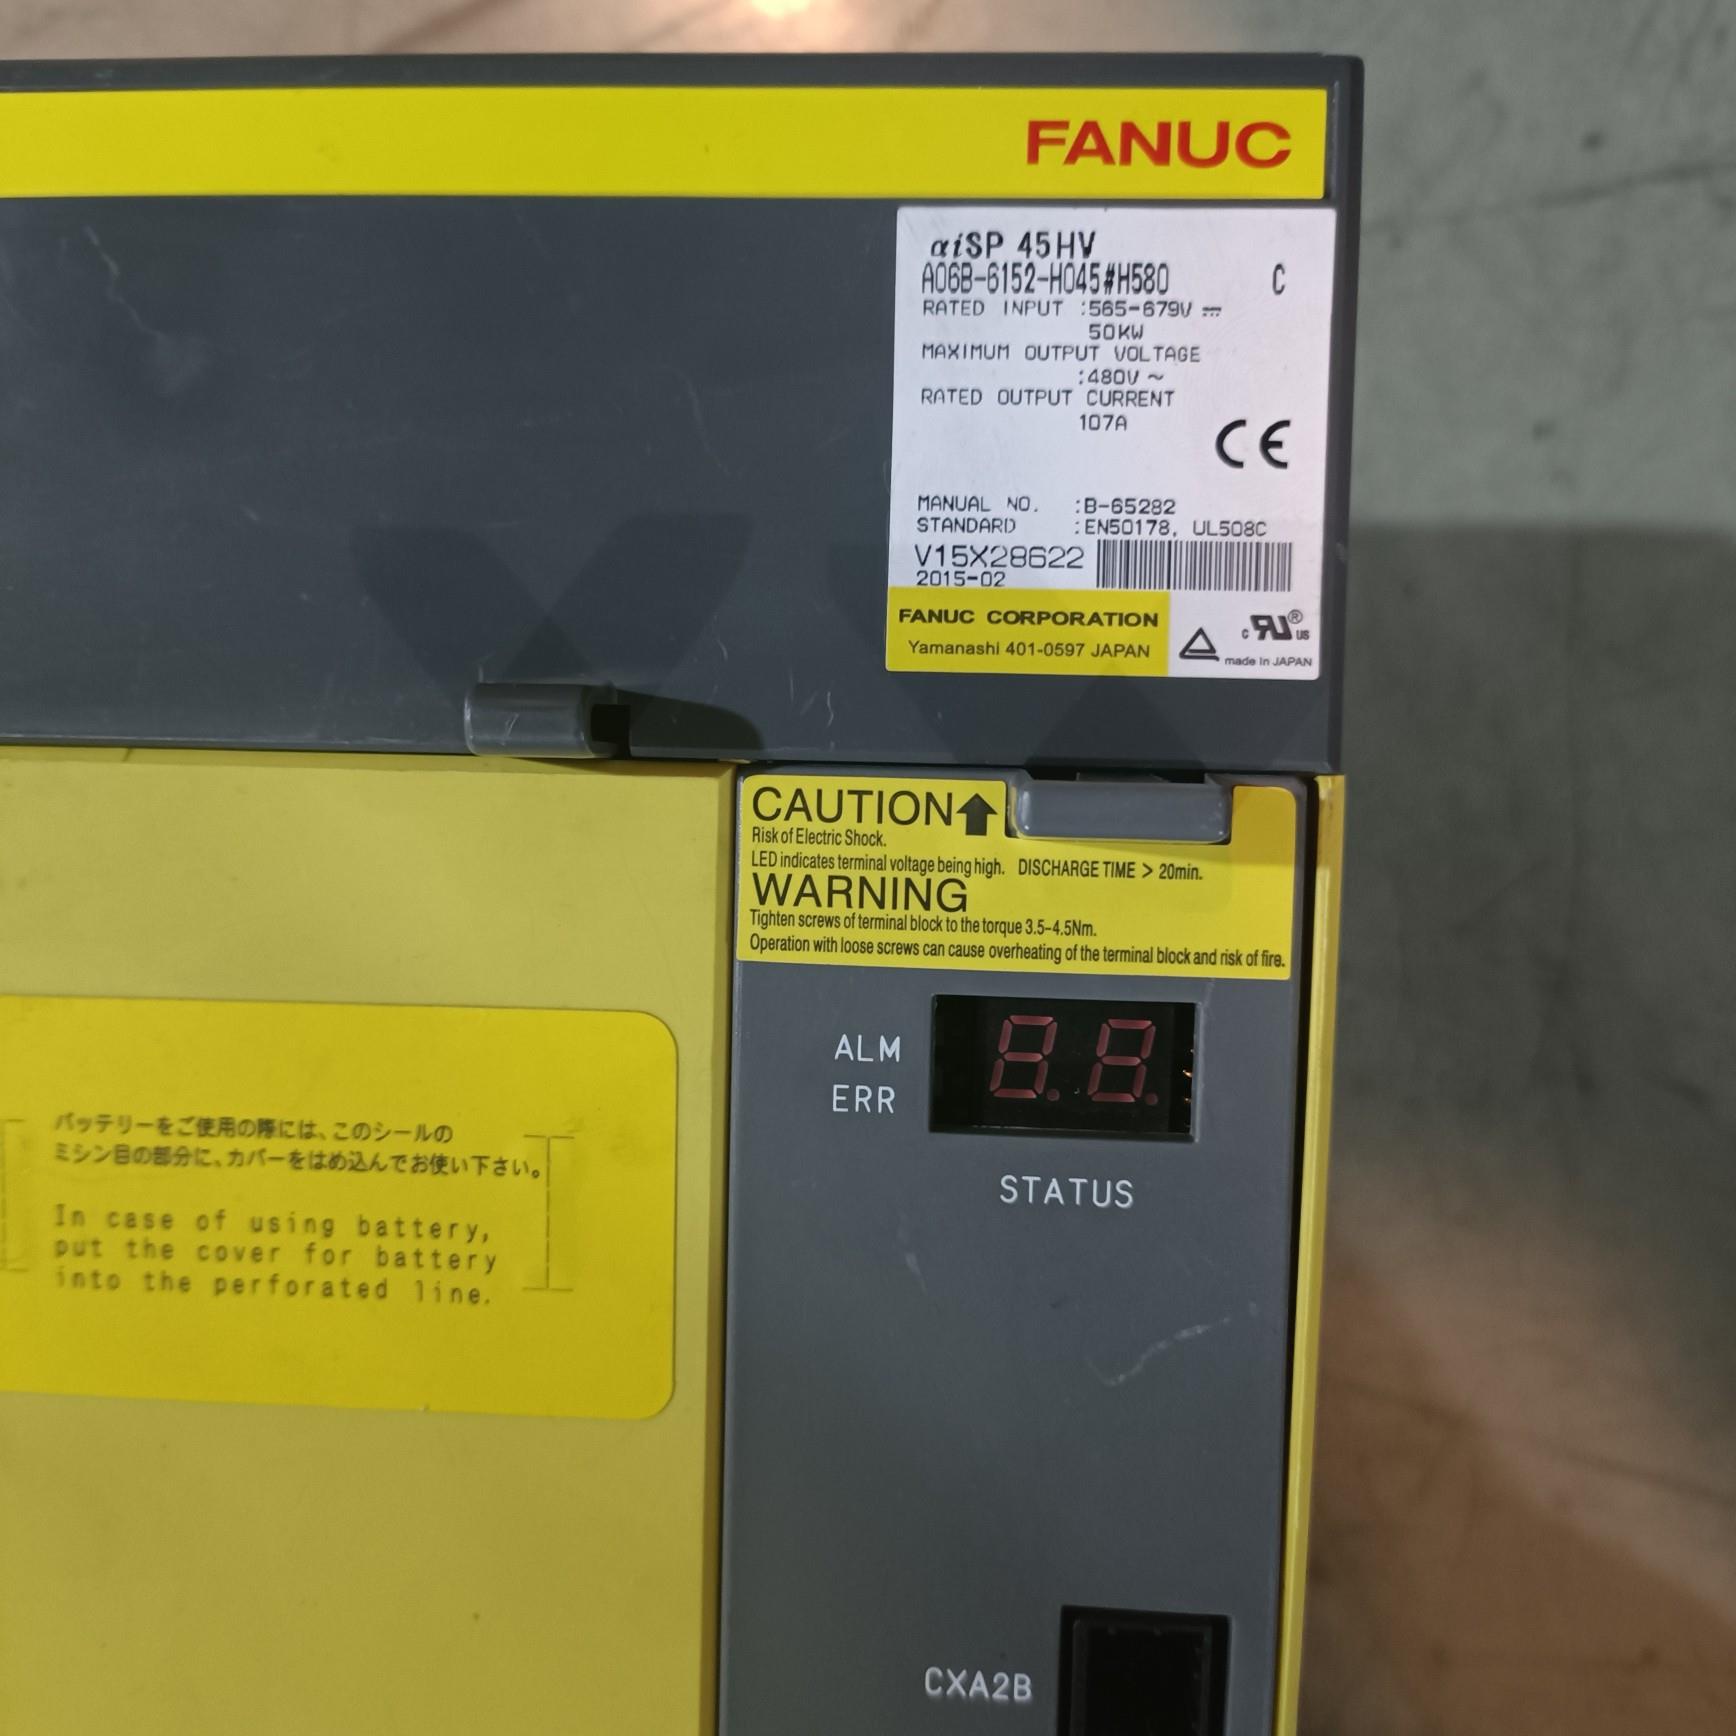 FANUC
αiSP 45HV
A06B-6152-H045#H580 C
RATED INPUT :565-679V ⎓
50KW
MAXIMUM OUTPUT VOLTAGE
:480V ~
RATED OUTPUT CURRENT
107A
CE
MANUAL NO. :B-65282
STANDARD :EN50178, UL508C
V15X28622
2015-02
FANUC CORPORATION
Yamanashi 401-0597 JAPAN
c RU ® US
made in JAPAN
CAUTION
Risk of Electric Shock.
LED indicates terminal voltage being high. DISCHARGE TIME > 20min.
WARNING
Tighten screws of terminal block to the torque 3.5-4.5Nm.
Operation with loose screws can cause overheating of the terminal block and risk of fire.
ALM
ERR
8.8.
STATUS
バッテリーをご使用の際には、このシールの
ミシン目の部分に、カバーをはめ込んでお使い下さい。
In case of using battery,
put the cover for battery
into the perforated line.
CXA2B